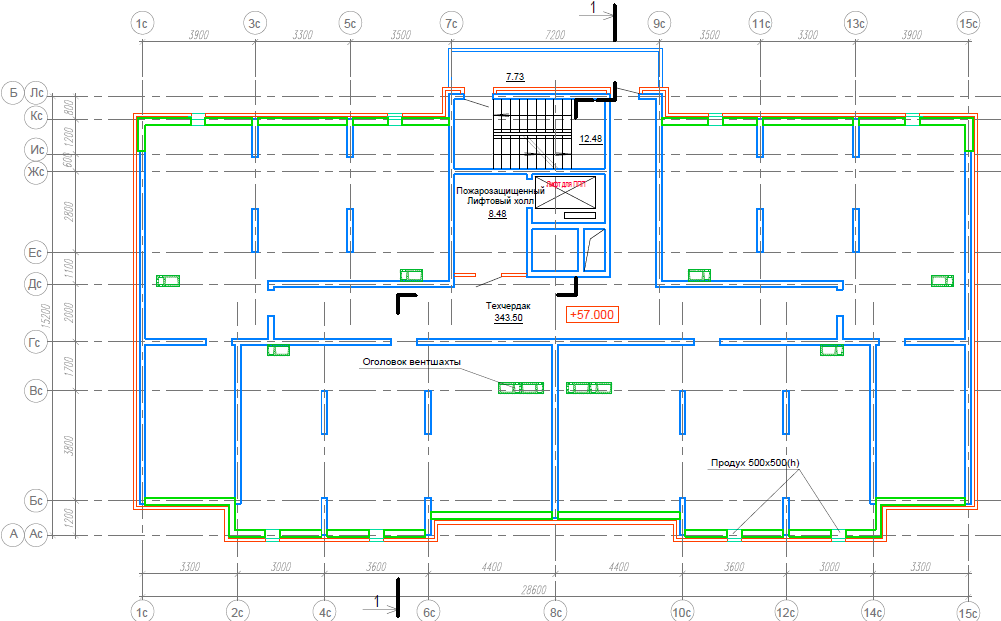 1
1с 3с 5с 7с 9с 11с 13с 15с
3900 3300 3500 7200 3500 3300 3900
7.73
Б Лс
800
Кс
1200
12.48
Ис
600
Жс
Лифт для ППП
Пожарозащищенный
Лифтовый холл
8.48
2800
Ес
1100
Дс
Техчердак
343.50
+57.000
15200
2000
Гс
Оголовок вентшахты
1700
Вс
3800
Продух 500х500(h)
Бс
1200
А Ас
3300 3000 3600 4400 4400 3600 3000 3300
28600
1
1с 2с 4с 6с 8с 10с 12с 14с 15с